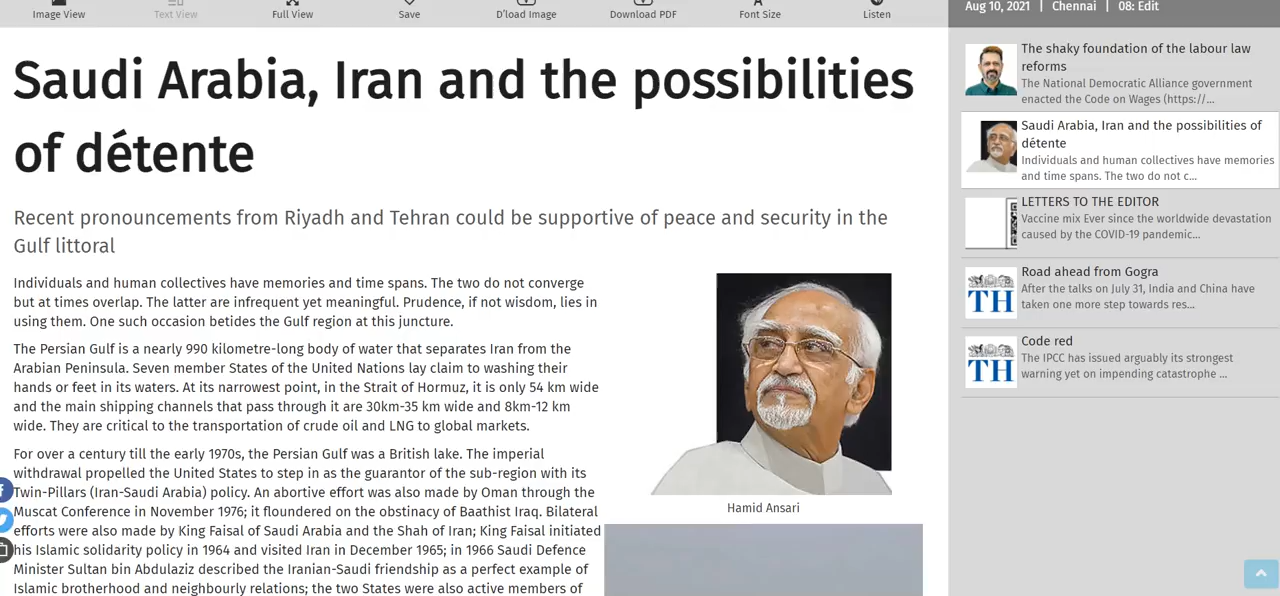 Image View
Text View
Full View
Save
D'load Image
Download PDF
Font Size
Listen
Saudi Arabia, Iran and the possibilities
of détente
Recent pronouncements from Riyadh and Tehran could be supportive of peace and security in the
Gulf littoral
Individuals and human collectives have memories and time spans. The two do not converge
but at times overlap. The latter are infrequent yet meaningful. Prudence, if not wisdom, lies in
using them. One such occasion betides the Gulf region at this juncture.
The Persian Gulf is a nearly 990 kilometre-long body of water that separates Iran from the
Arabian Peninsula. Seven member States of the United Nations lay claim to washing their
hands or feet in its waters. At its narrowest point, in the Strait of Hormuz, it is only 54 km wide
and the main shipping channels that pass through it are 30km-35 km wide and 8km-12 km
wide. They are critical to the transportation of crude oil and LNG to global markets.
For over a century till the early 1970s, the Persian Gulf was a British lake. The imperial
withdrawal propelled the United States to step in as the guarantor of the sub-region with its
Twin-Pillars (Iran-Saudi Arabia) policy. An abortive effort was also made by Oman through the
Muscat Conference in November 1976; it floundered on the obstinacy of Baathist Iraq. Bilateral
efforts were also made by King Faisal of Saudi Arabia and the Shah of Iran; King Faisal initiated
his Islamic solidarity policy in 1964 and visited Iran in December 1965; in 1966 Saudi Defence
Minister Sultan bin Abdulaziz described the Iranian-Saudi friendship as a perfect example of
Islamic brotherhood and neighbourly relations; the two States were also active members of
Hamid Ansari
Aug 10, 2021 | Chennai | 08: Edit
The shaky foundation of the labour law
reforms
The National Democratic Alliance government
enacted the Code on Wages (https://...
Saudi Arabia, Iran and the possibilities of
détente
Individuals and human collectives have memories
and time spans. The two do not c...
LETTERS TO THE EDITOR
Vaccine mix Ever since the worldwide devastation
caused by the COVID-19 pandemic...
TH
Road ahead from Gogra
After the talks on July 31, India and China have
taken one more step towards res...
TH
Code red
The IPCC has issued arguably its strongest
warning yet on impending catastrophe ...